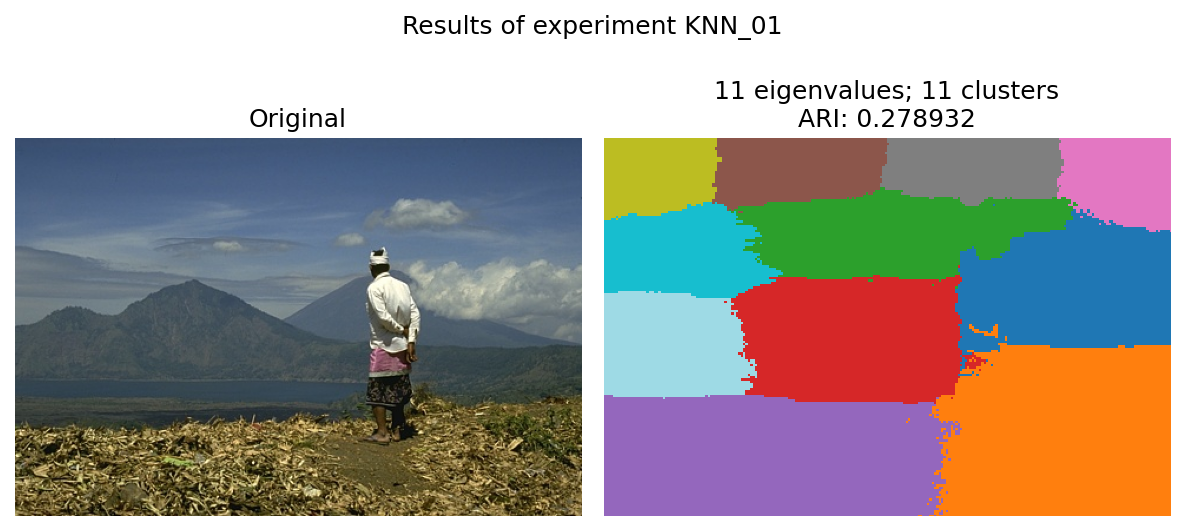 Results of experiment KNN_01
Original
11 eigenvalues; 11 clusters
ARI: 0.278932